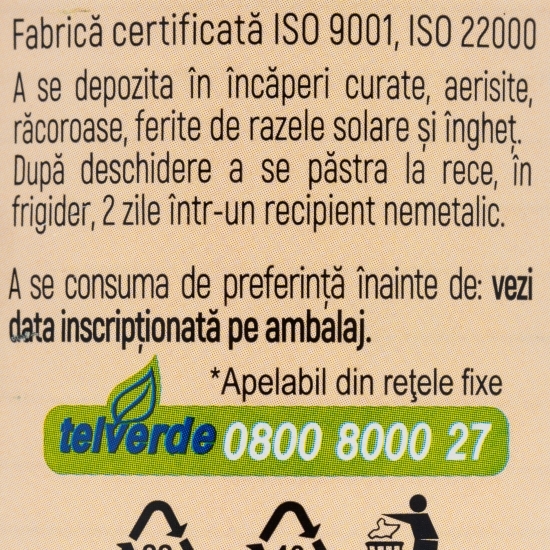 Fabrică certificată ISO 9001, ISO 22000
A se depozita în încăperi curate, aerisite,
răcoroase, ferite de razele solare și îngheț.
După deschidere a se păstra la rece, în
frigider, 2 zile într-un recipient nemetalic.
A se consuma de preferință înainte de: vezi
data inscripționată pe ambalaj.
*Apelabil din reţele fixe
telverde 0800 8000 27